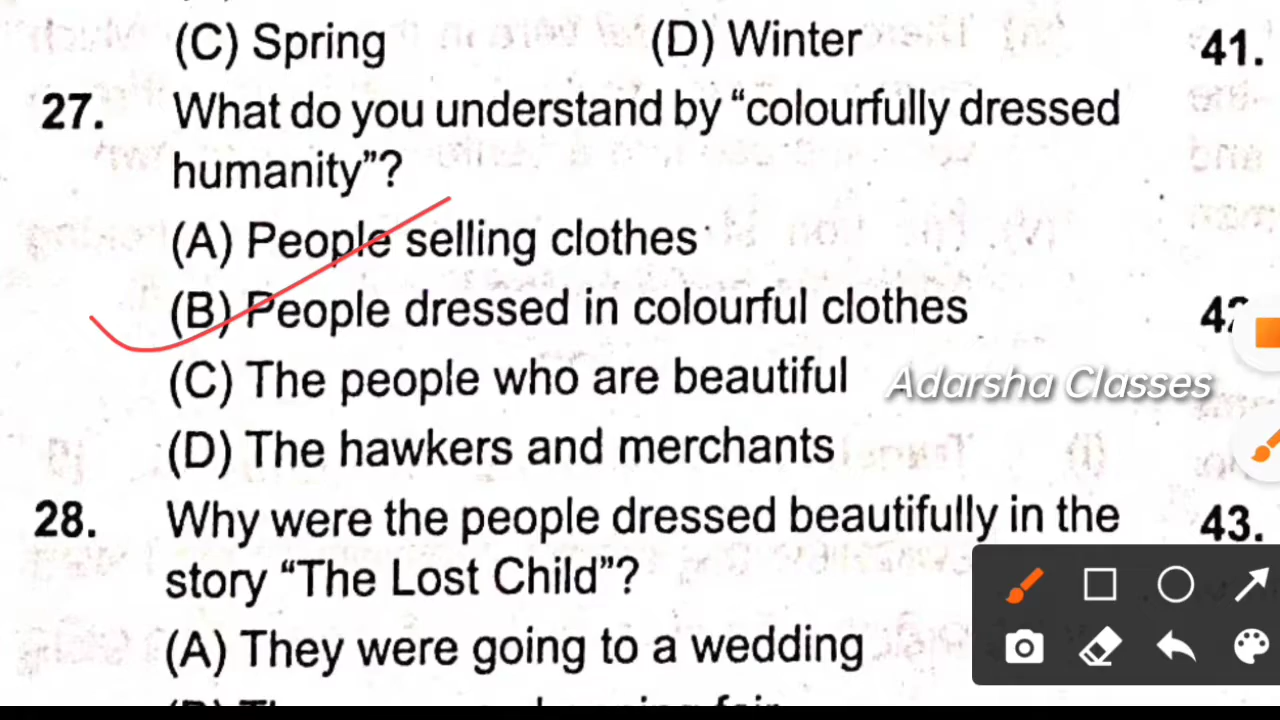 (C) Spring (D) Winter 41.
27. What do you understand by “colourfully dressed
humanity”?
(A) People selling clothes
(B) People dressed in colourful clothes
(C) The people who are beautiful
Adarsha Classes
(D) The hawkers and merchants
28. Why were the people dressed beautifully in the 43.
story “The Lost Child”?
(A) They were going to a wedding